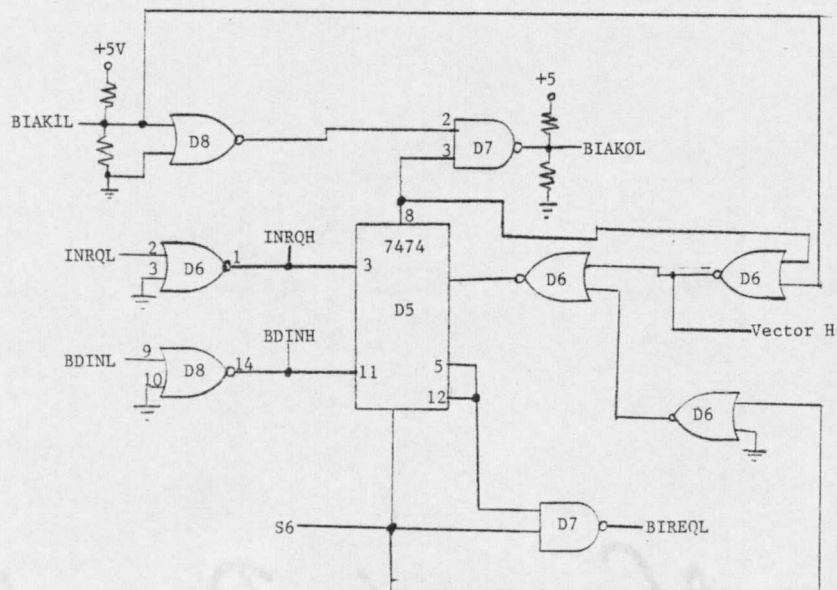 +5V
+5
BIAKIL
D8
2
3
D7
BIAKOL
8
7474
INRQL
2
3
D6
1
INRQH
3
D6
D6
D5
Vector H
BDINL
9
10
D8
14
BDINH
11
5
12
D6
S6
D7
BIREQL